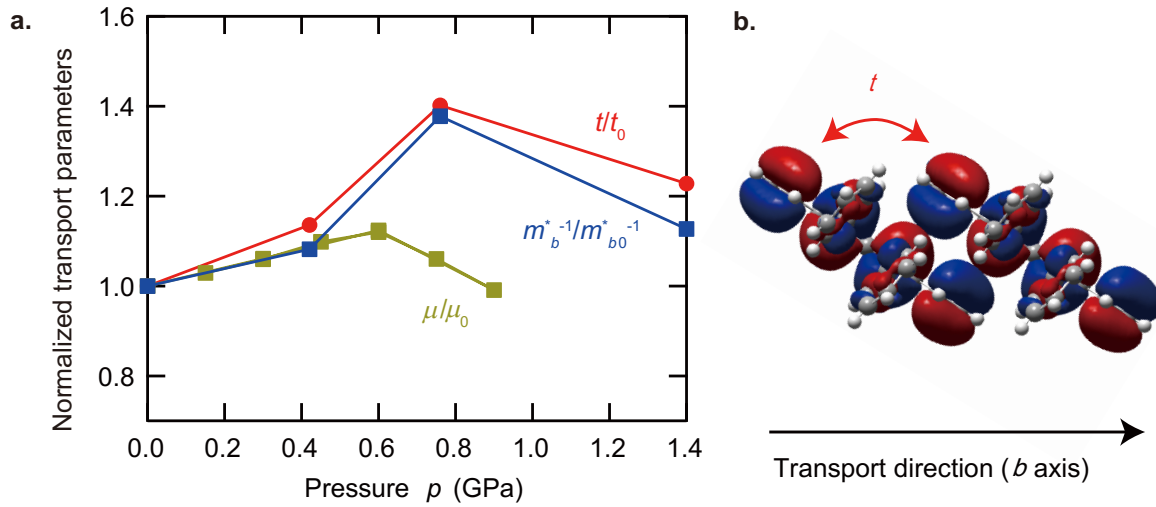 a.
Normalized transport parameters
1.6
1.4
1.2
1.0
0.8
0.0
0.2
0.4
0.6
0.8
1.0
1.2
1.4
Pressure p (GPa)
t/t0
m*b-1/m*b0-1
μ/μ0
b.
t
Transport direction (b axis)